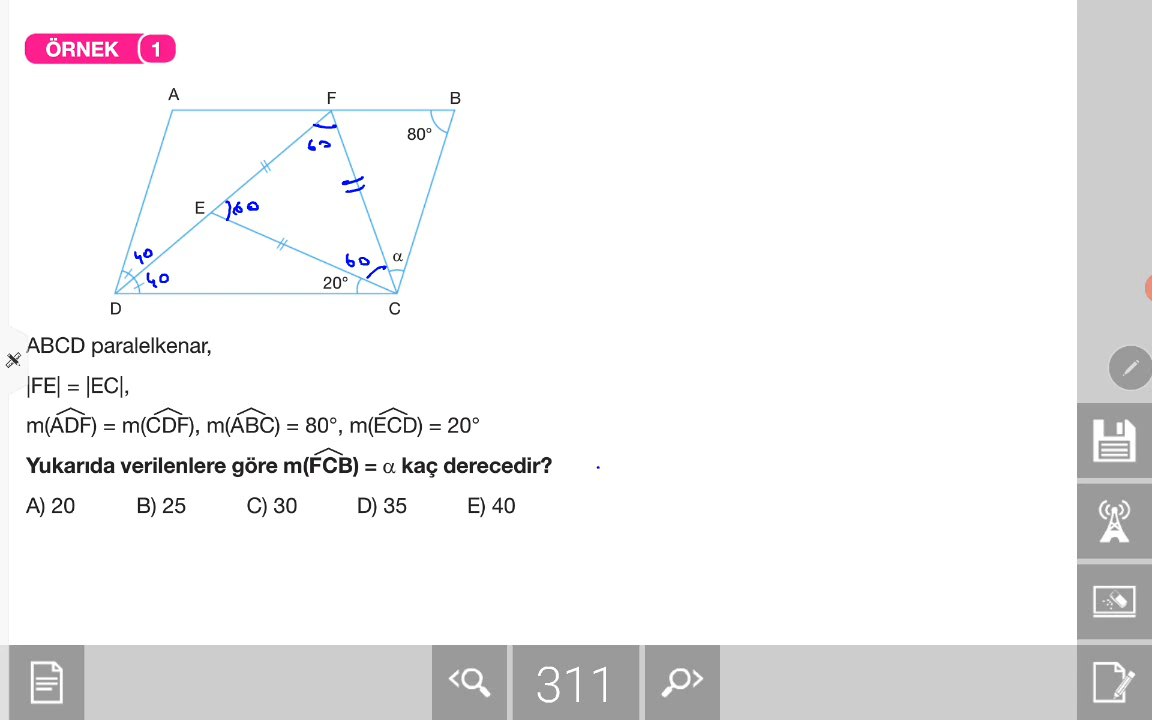 ÖRNEK 1
A F B
80°
60
E 60
40
40
60 α
20°
D C
ABCD paralelkenar,
|FE| = |EC|,
m(ADF) = m(CDF), m(ABC) = 80°, m(ECD) = 20°
Yukarıda verilenlere göre m(FCB) = α kaç derecedir?
A) 20 B) 25 C) 30 D) 35 E) 40
311